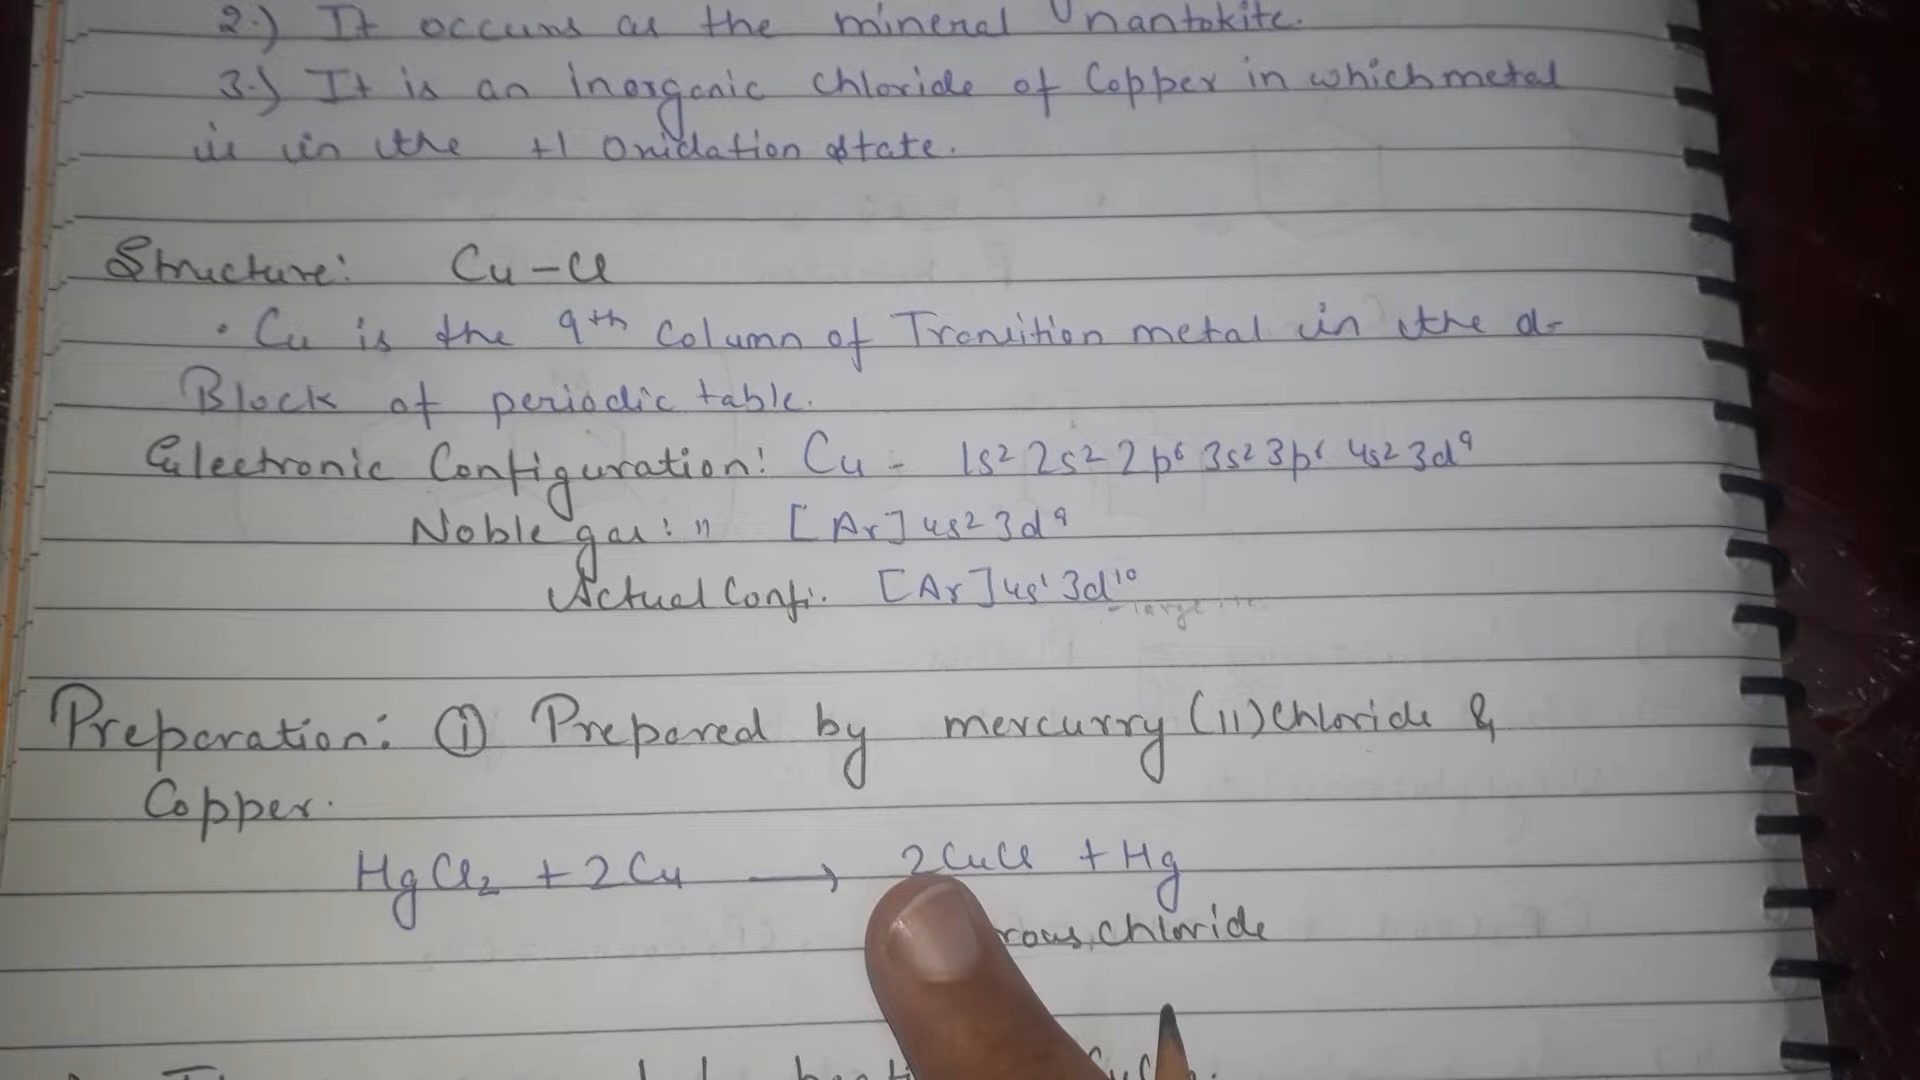 2.) It occurs as the mineral nantokite.
3.) It is an inorganic chloride of Copper in which metal
is in the +1 Oxidation state.
Structure: Cu-Cl
• Cu is the 9th Column of Transition metal in the d-
Block of periodic table.
Electronic Configuration: Cu - 1s² 2s² 2p⁶ 3s² 3p⁶ 4s² 3d⁹
Noble gas: " [Ar] 4s² 3d⁹
Actual Confi. [Ar] 4s¹ 3d¹⁰
Preparation: ① Prepared by mercurry (II) chloride &
Copper.
HgCl₂ + 2Cu → 2CuCl + Hg
rous chloride